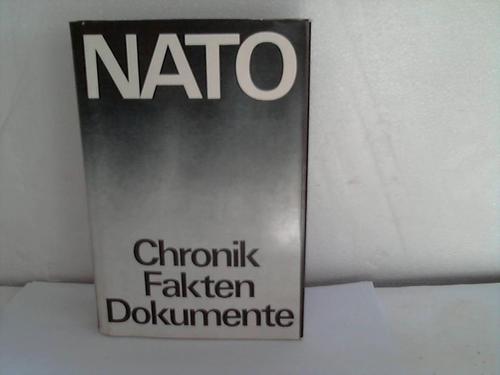 NATO
Chronik
Fakten
Dokumente